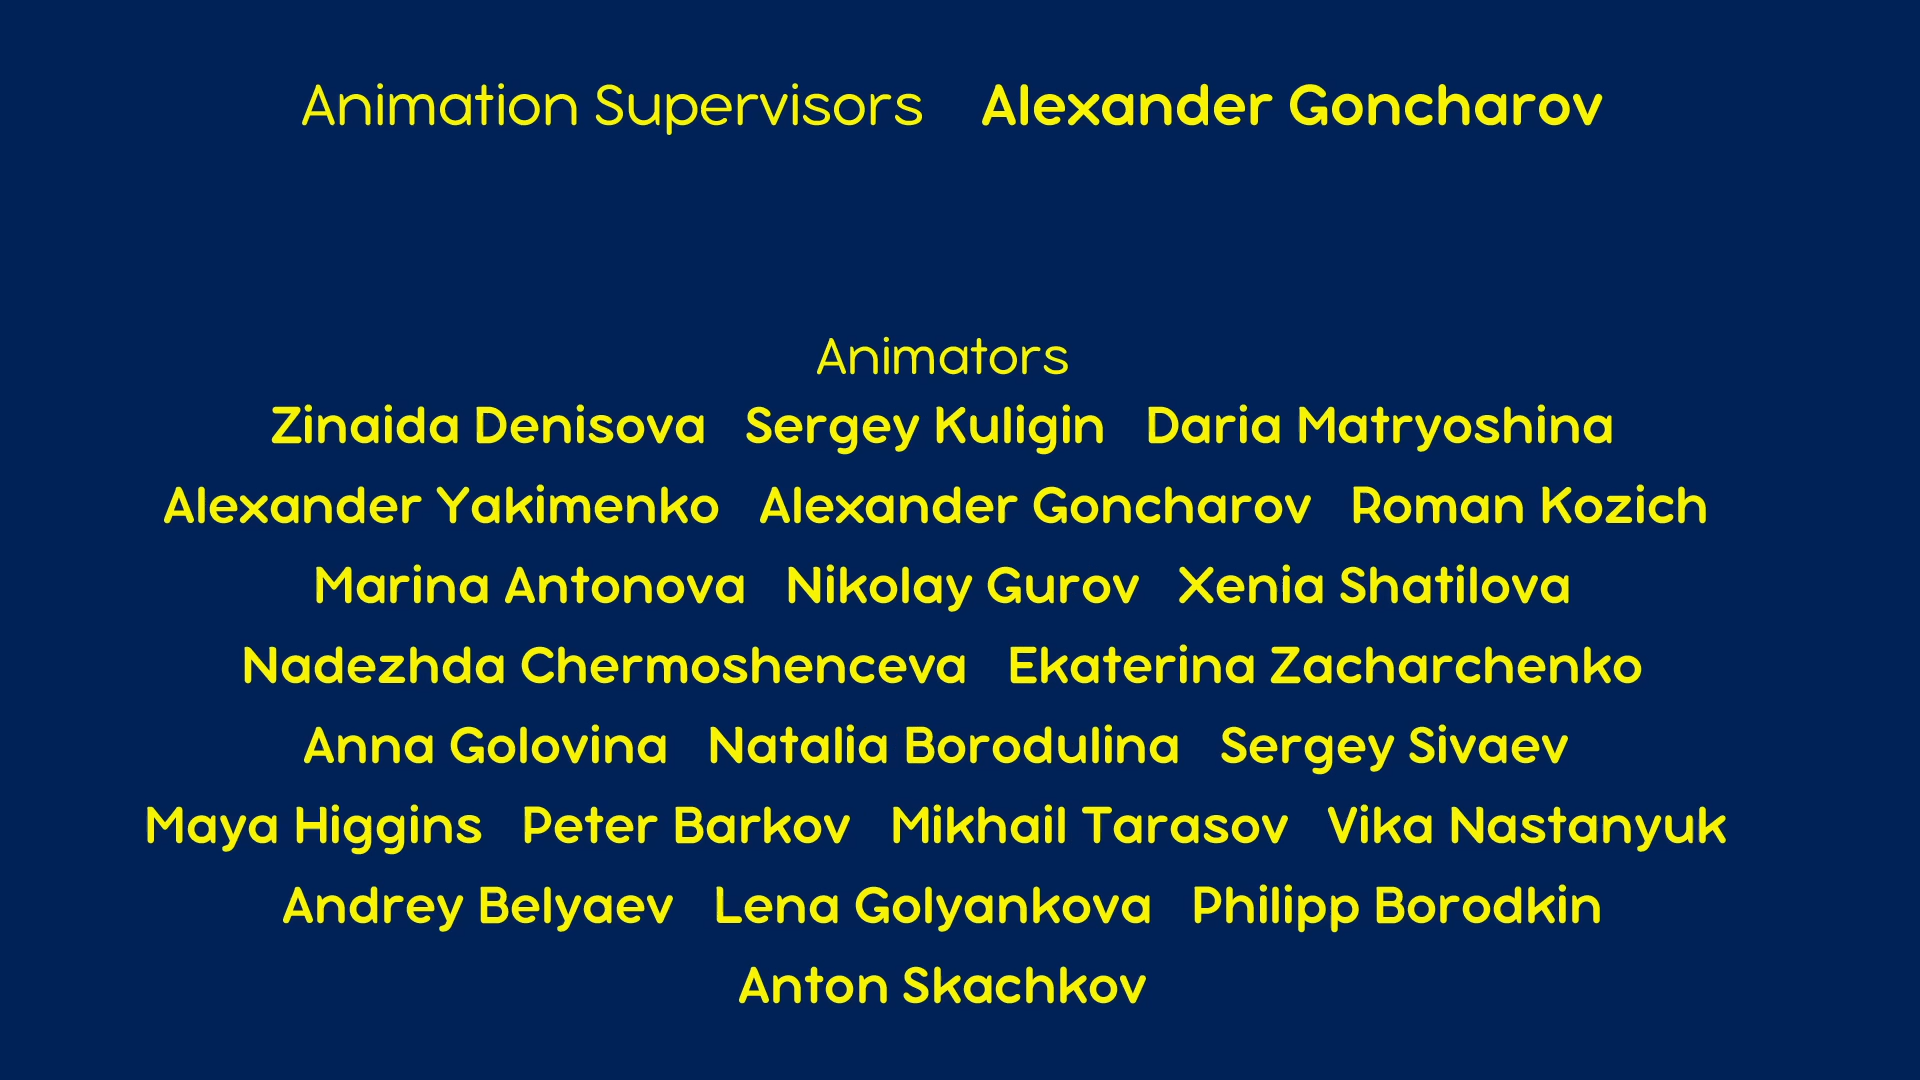 Animation Supervisors Alexander Goncharov
Animators
Zinaida Denisova Sergey Kuligin Daria Matryoshina
Alexander Yakimenko Alexander Goncharov Roman Kozich
Marina Antonova Nikolay Gurov Xenia Shatilova
Nadezhda Chermoshenceva Ekaterina Zacharchenko
Anna Golovina Natalia Borodulina Sergey Sivaev
Maya Higgins Peter Barkov Mikhail Tarasov Vika Nastanyuk
Andrey Belyaev Lena Golyankova Philipp Borodkin
Anton Skachkov